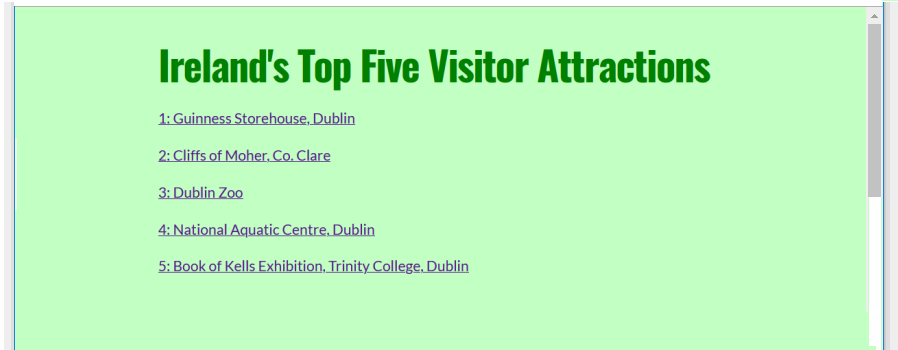 Ireland's Top Five Visitor Attractions
1: Guinness Storehouse, Dublin
2: Cliffs of Moher, Co. Clare
3: Dublin Zoo
4: National Aquatic Centre, Dublin
5: Book of Kells Exhibition, Trinity College, Dublin